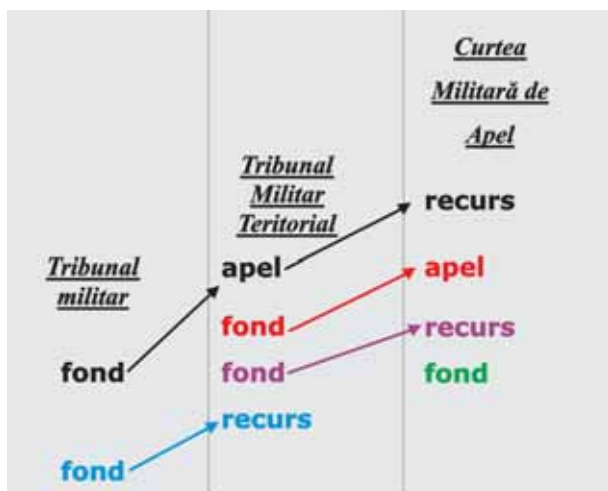 Tribunal
militar
fond
fond
Tribunal
Militar
Teritorial
apel
fond
fond
recurs
Curtea
Militară de
Apel
recurs
apel
recurs
fond